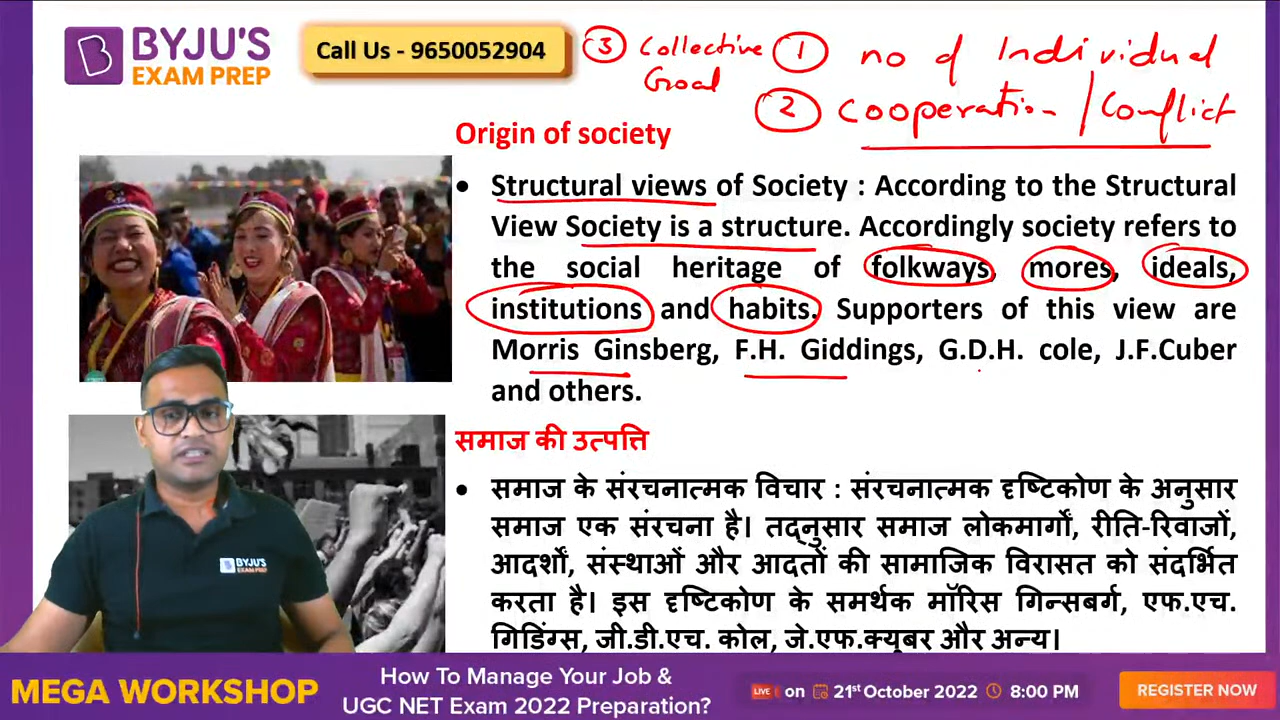 BYJU'S
EXAM PREP
Call Us - 9650052904
③ Collective
Goal
① no of Individual
② Cooperation / Conflict
Origin of society
• Structural views of Society : According to the Structural
View Society is a structure. Accordingly society refers to
the social heritage of folkways, mores, ideals,
institutions and habits. Supporters of this view are
Morris Ginsberg, F.H. Giddings, G.D.H. cole, J.F.Cuber
and others.
समाज की उत्पत्ति
• समाज के संरचनात्मक विचार : संरचनात्मक दृष्टिकोण के अनुसार
समाज एक संरचना है। तद्नुसार समाज लोकमार्गों, रीति-रिवाजों,
आदर्शों, संस्थाओं और आदतों की सामाजिक विरासत को संदर्भित
करता है। इस दृष्टिकोण के समर्थक मॉरिस गिन्सबर्ग, एफ.एच.
गिडिंग्स, जी.डी.एच. कोल, जे.एफ.क्यूबर और अन्य।
BYJU'S
EXAM PREP
MEGA WORKSHOP
How To Manage Your Job &
UGC NET Exam 2022 Preparation?
LIVE on 21st October 2022 8:00 PM
REGISTER NOW